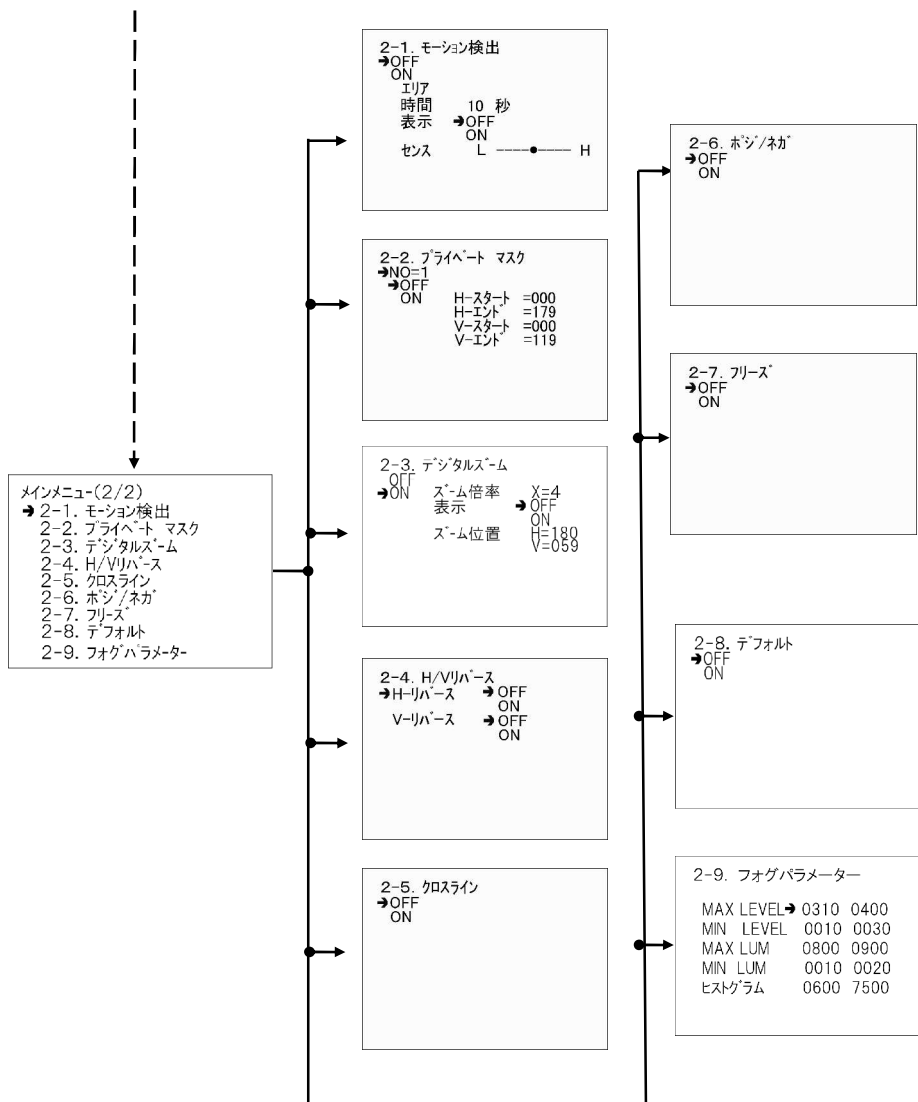 メインメニュー(2/2)
➔ 2-1. モーション検出
2-2. プライベート マスク
2-3. デジタルズーム
2-4. H/Vリバース
2-5. クロスライン
2-6. ポジ/ネガ
2-7. フリーズ
2-8. デフォルト
2-9. フォグパラメーター
2-1. モーション検出
➔OFF
ON
エリア
時間 10 秒
表示 ➔OFF
ON
センス L ----●---- H
2-2. プライベート マスク
➔NO=1
➔OFF
ON H-スタート =000
H-エンド =179
V-スタート =000
V-エンド =119
2-3. デジタルズーム
OFF
➔ON ズーム倍率 X=4
表示 ➔OFF
ON
ズーム位置 H=180
V=059
2-4. H/Vリバース
➔H-リバース ➔OFF
ON
V-リバース ➔OFF
ON
2-5. クロスライン
➔OFF
ON
2-6. ポジ/ネガ
➔OFF
ON
2-7. フリーズ
➔OFF
ON
2-8. デフォルト
➔OFF
ON
2-9. フォグパラメーター
MAX LEVEL➔ 0310 0400
MIN LEVEL 0010 0030
MAX LUM 0800 0900
MIN LUM 0010 0020
ヒストグラム 0600 7500